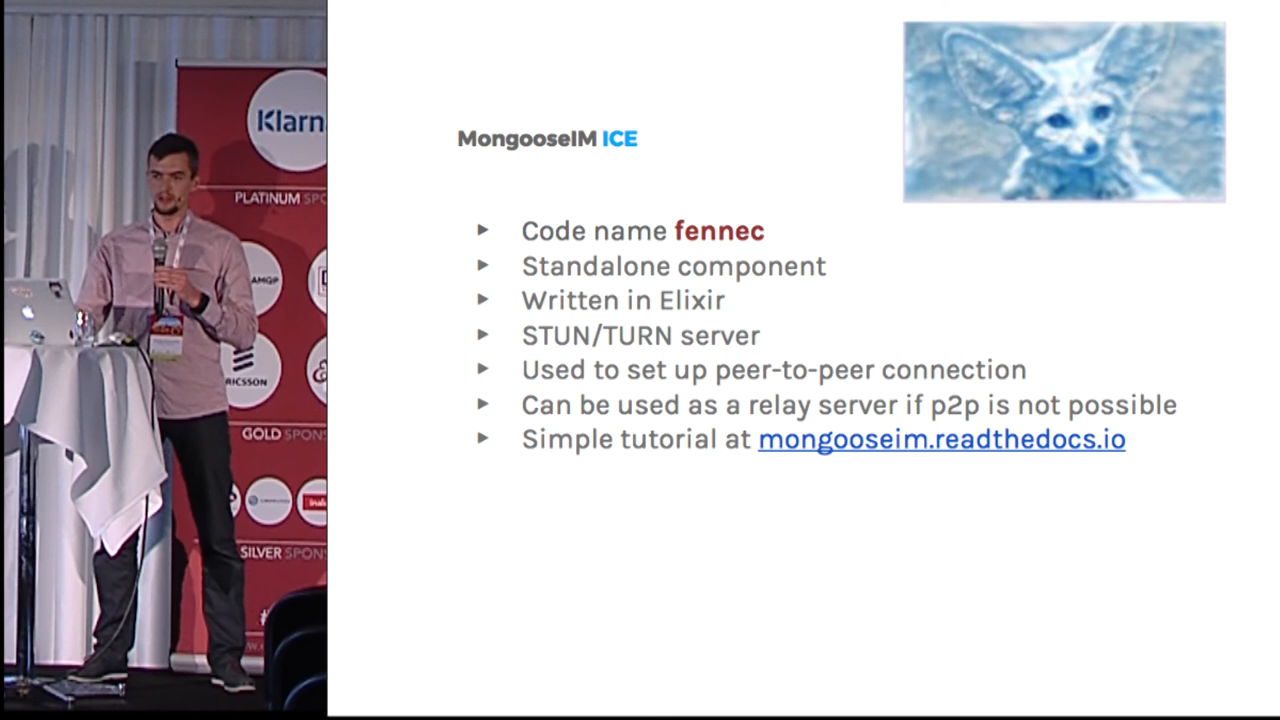 Klarn
PLATINUM SPO
AMQP
RICSSON
GOLD SPONS
SILVER SPONS
MongooseIM ICE
Code name fennec
Standalone component
Written in Elixir
STUN/TURN server
Used to set up peer-to-peer connection
Can be used as a relay server if p2p is not possible
Simple tutorial at mongooseim.readthedocs.io